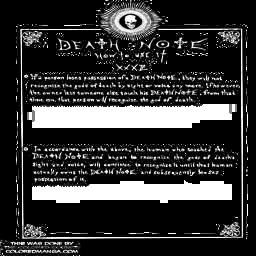 DEATH NOTE
HOW TO USE IT
XXXI
If a person loses possession of a DEATH NOTE, they will not
recognize the gods of death by sight or voice any more. If however
the owner lets someone else touch his DEATH NOTE, from that
time on, that person will recognize the god of death.
In accordance with the above, the human who touched the
DEATH NOTE and began to recognize the gods of death's
sight and voice, will continue to recognize it until that human
actually owns the DEATH NOTE and subsequently loses
possession of it.
THIS WAS DONE BY
COLOREDMANGA.COM